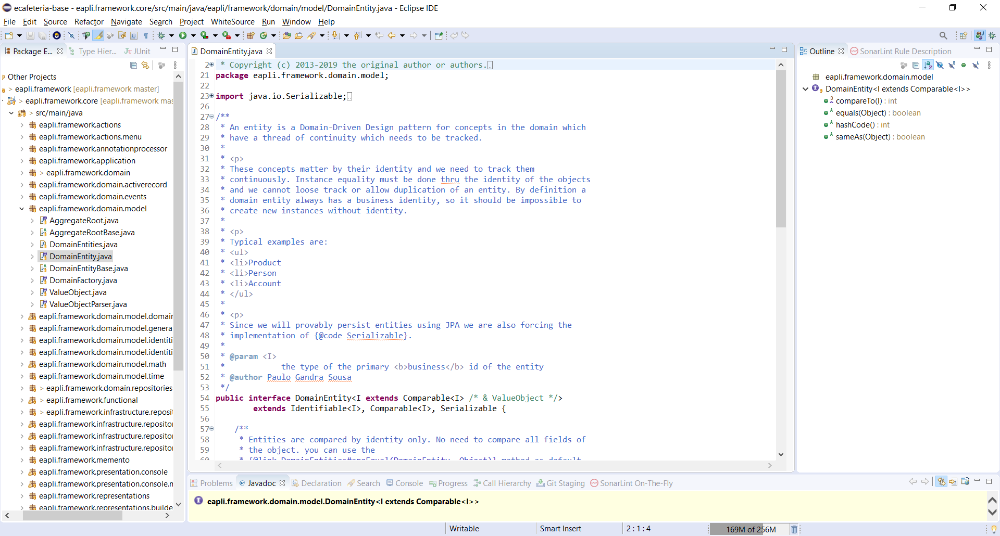 ecafeteria-base - eapli.framework.core/src/main/java/eapli/framework/domain/model/DomainEntity.java - Eclipse IDE
File Edit Source Refactor Navigate Search Project WhiteSource Run Window Help
Package E... Type Hier... JUnit
Other Projects
> eapli.framework [eapli.framework master]
> eapli.framework.core [eapli.framework mas
> src/main/java
eapli.framework.actions
eapli.framework.actions.menu
eapli.framework.annotationprocessor
eapli.framework.application
> eapli.framework.domain
eapli.framework.domain.activerecord
eapli.framework.domain.events
eapli.framework.domain.model
AggregateRoot.java
AggregateRootBase.java
DomainEntities.java
DomainEntity.java
DomainEntityBase.java
DomainFactory.java
ValueObject.java
ValueObjectParser.java
eapli.framework.domain.model.domain
eapli.framework.domain.model.genera
eapli.framework.domain.model.identiti
eapli.framework.domain.model.identiti
eapli.framework.domain.model.math
eapli.framework.domain.model.time
> eapli.framework.domain.repositories
> eapli.framework.functional
> eapli.framework.infrastructure.reposit
eapli.framework.infrastructure.repositor
eapli.framework.infrastructure.repositor
eapli.framework.infrastructure.repositor
eapli.framework.memento
eapli.framework.presentation.console
eapli.framework.presentation.console.m
eapli.framework.representations
eapli.framework.representations.builde
DomainEntity.java
2 * Copyright (c) 2013-2019 the original author or authors.
21 package eapli.framework.domain.model;
22
23 import java.io.Serializable;
26
27 /**
28 * An entity is a Domain-Driven Design pattern for concepts in the domain which
29 * have a thread of continuity which needs to be tracked.
30 *
31 * <p>
32 * These concepts matter by their identity and we need to track them
33 * continuously. Instance equality must be done thru the identity of the objects
34 * and we cannot loose track or allow duplication of an entity. By definition a
35 * domain entity always has a business identity, so it should be impossible to
36 * create new instances without identity.
37 *
38 * <p>
39 * Typical examples are:
40 * <ul>
41 * <li>Product
42 * <li>Person
43 * <li>Account
44 * </ul>
45 *
46 * <p>
47 * Since we will provably persist entities using JPA we are also forcing the
48 * implementation of {@code Serializable}.
49 *
50 * @param <I>
51 * the type of the primary <b>business</b> id of the entity
52 * @author Paulo Gandra Sousa
53 */
54 public interface DomainEntity<I extends Comparable<I> /* & ValueObject */>
55 extends Identifiable<I>, Comparable<I>, Serializable {
56
57 /**
58 * Entities are compared by identity only. No need to compare all fields of
59 * the object. you can use the
60 * {@link DomainEntities#areEqual(DomainEntity, Object)} method as default
Outline SonarLint Rule Description
eapli.framework.domain.model
DomainEntity<I extends Comparable<I>>
compareTo(I) : int
equals(Object) : boolean
hashCode() : int
sameAs(Object) : boolean
Problems @ Javadoc Declaration Search Console Progress Call Hierarchy Git Staging SonarLint On-The-Fly
eapli.framework.domain.model.DomainEntity<I extends Comparable<I>>
Writable Smart Insert 2 : 1 : 4 169M of 256M